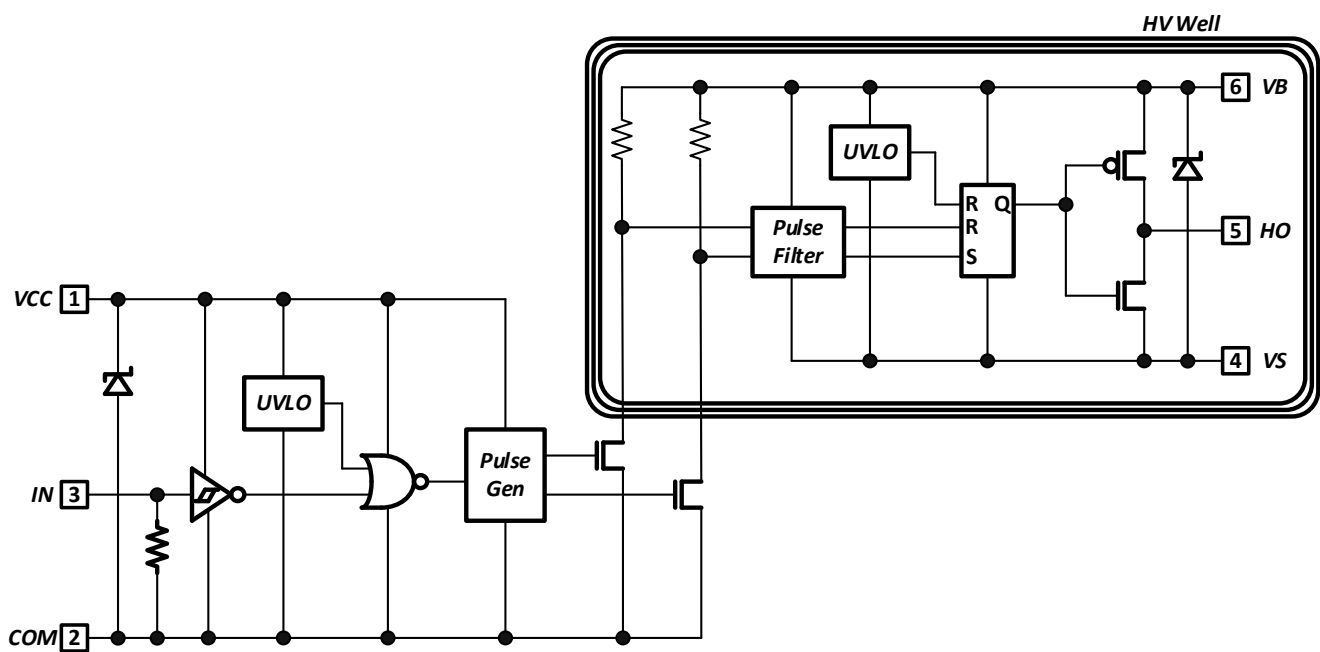 HV Well
6 VB
UVLO
R Q
R
S
Pulse
Filter
5 HO
4 VS
VCC 1
UVLO
Pulse
Gen
IN 3
COM 2